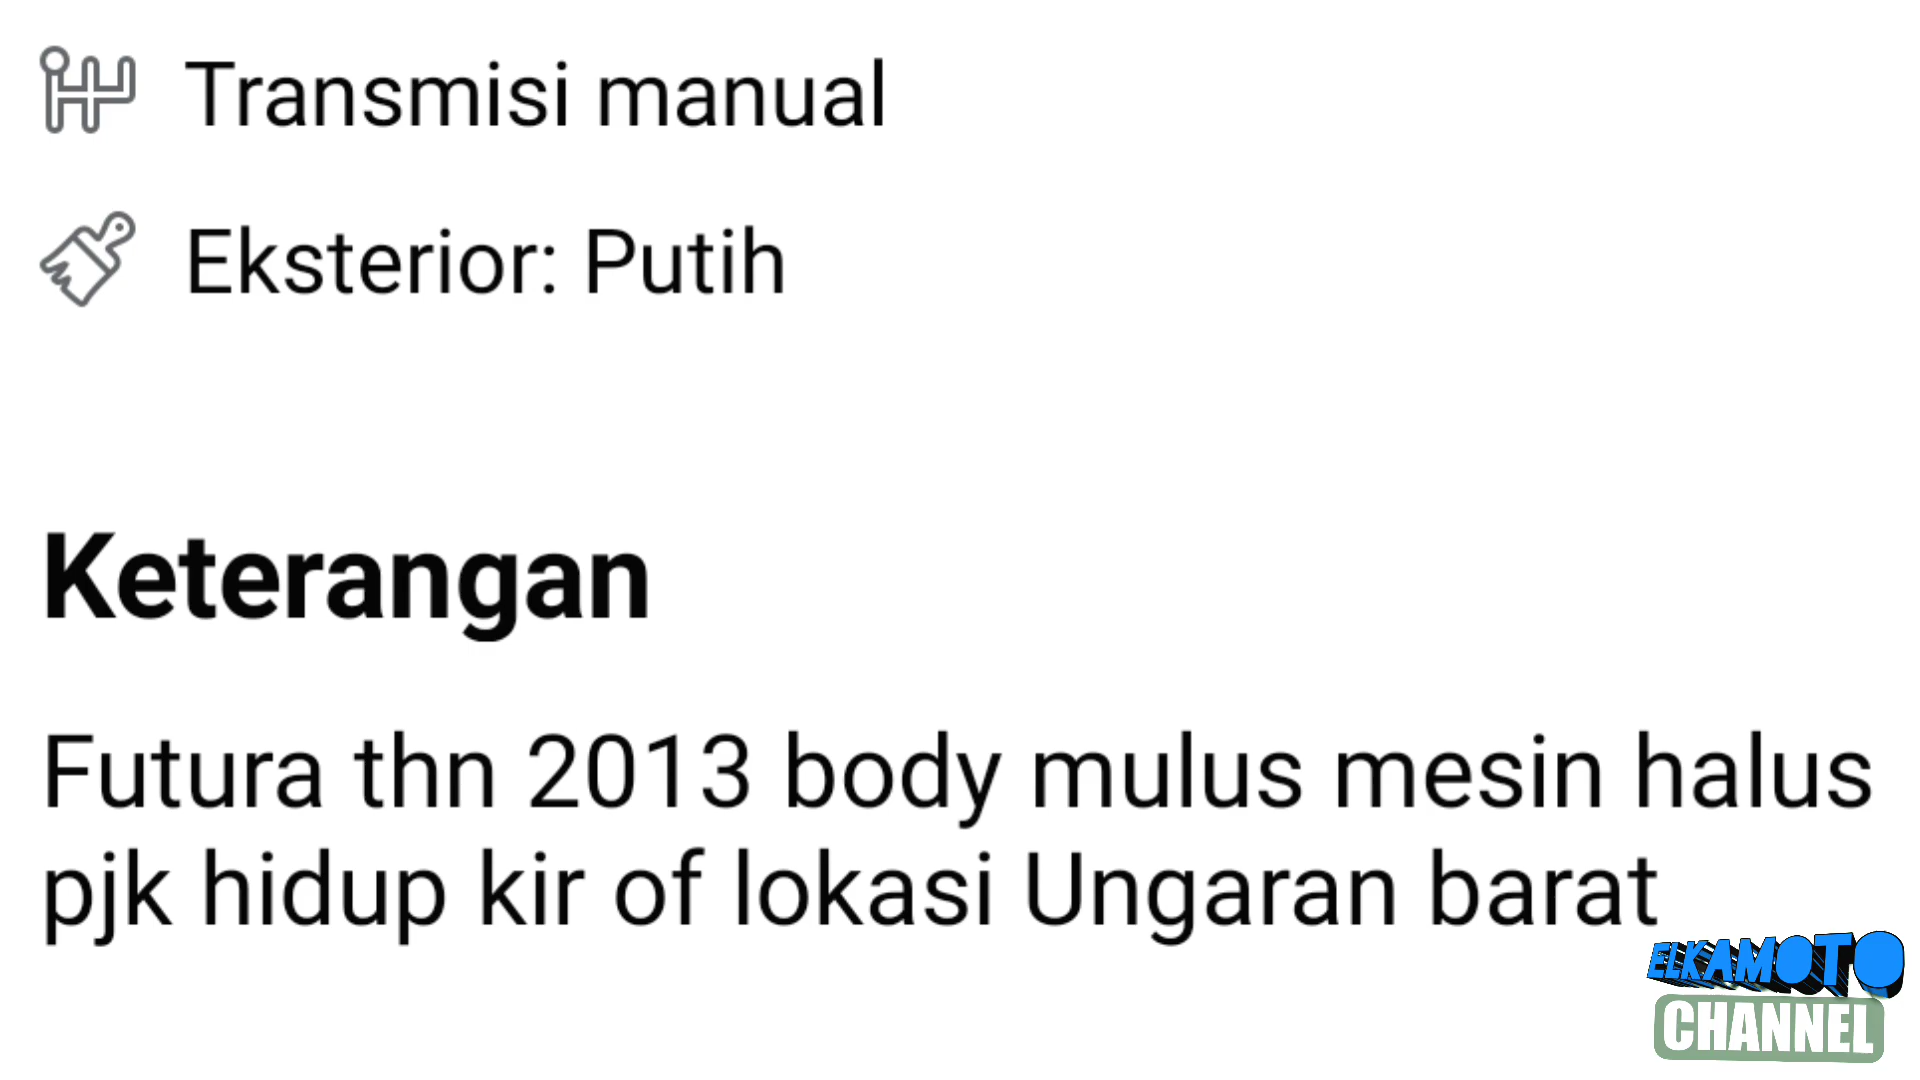 Transmisi manual
Eksterior: Putih
Keterangan
Futura thn 2013 body mulus mesin halus
pjk hidup kir of lokasi Ungaran barat
ELKAMOTO
CHANNEL